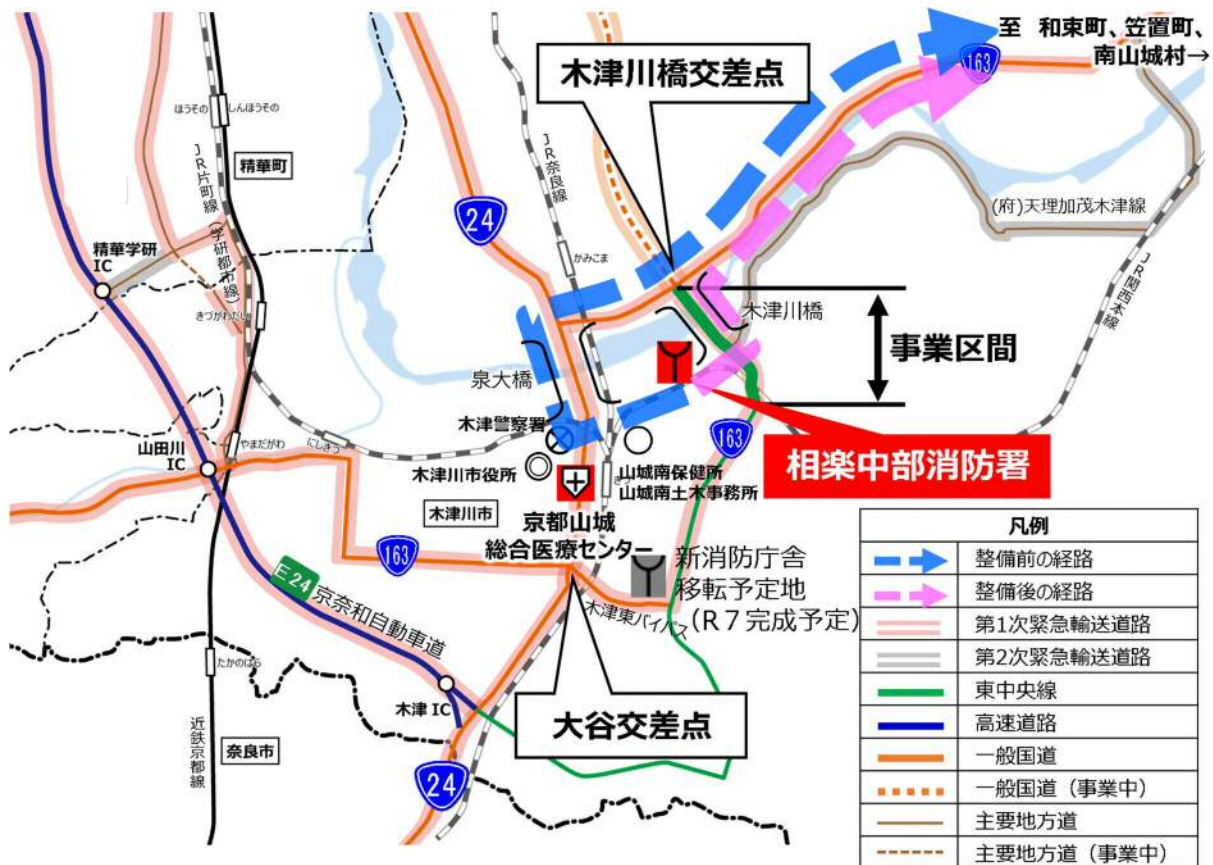 至 和束町、笠置町、
南山城村→
木津川橋交差点
163
ほうその
しんほうその
精華町
JR片町線
(学研都市線)
JR奈良線
24
(府)天理加茂木津線
精華学研
IC
かみこま
JR関西本線
きづがわだい
木津川橋
事業区間
泉大橋
木津警察署
163
山田川
IC
やまだがわ
にしきづ
相楽中部消防署
木津川市役所
きづ
山城南保健所
山城南土木事務所
木津川市
京都山城
総合医療センター
163
新消防庁舎
移転予定地
(R7完成予定)
E24
京奈和自動車道
木津東バイパス
たかのはら
木津IC
大谷交差点
近鉄京都線
奈良市
24
凡例
整備前の経路
整備後の経路
第1次緊急輸送道路
第2次緊急輸送道路
東中央線
高速道路
一般国道
一般国道(事業中)
主要地方道
主要地方道(事業中)